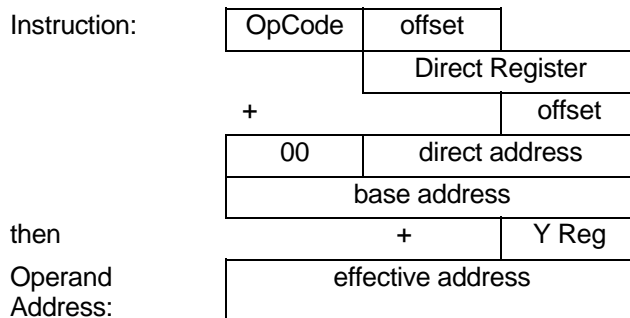 Instruction: OpCode offset
Direct Register
+ offset
00 direct address
base address
then + Y Reg
Operand effective address
Address: